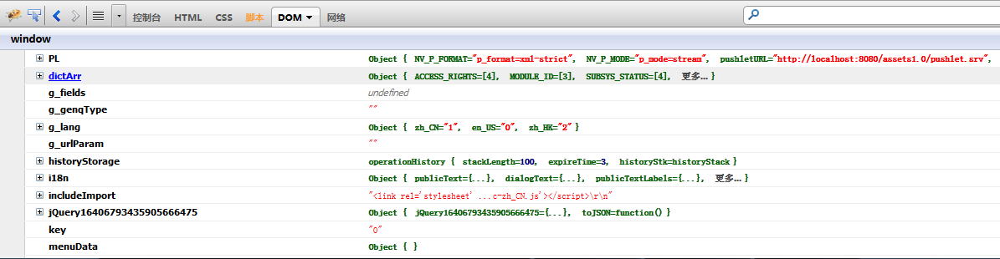 控制台 HTML CSS 脚本 DOM 网络
window
PL Object { NV_P_FORMAT="p_format=xml-strict", NV_P_MODE="p_mode=stream", pushletURL="http://localhost:8080/assets1.0/pushlet.srv",
dictArr Object { ACCESS_RIGHTS=[4], MODULE_ID=[3], SUBSYS_STATUS=[4], 更多...}
g_fields undefined
g_genqType ""
g_lang Object { zh_CN="1", en_US="0", zh_HK="2"}
g_urlParam ""
historyStorage operationHistory { stackLength=100, expireTime=3, historyStk=historyStack}
i18n Object { publicText={...}, dialogText={...}, publicTextLabels={...}, 更多...}
includeImport "<link rel='stylesheet' ...c-zh_CN.js'></script>\r\n"
jQuery16406793435905666475 Object { jQuery16406793435905666475={...}, toJSON=function()}
key "0"
menuData Object { }